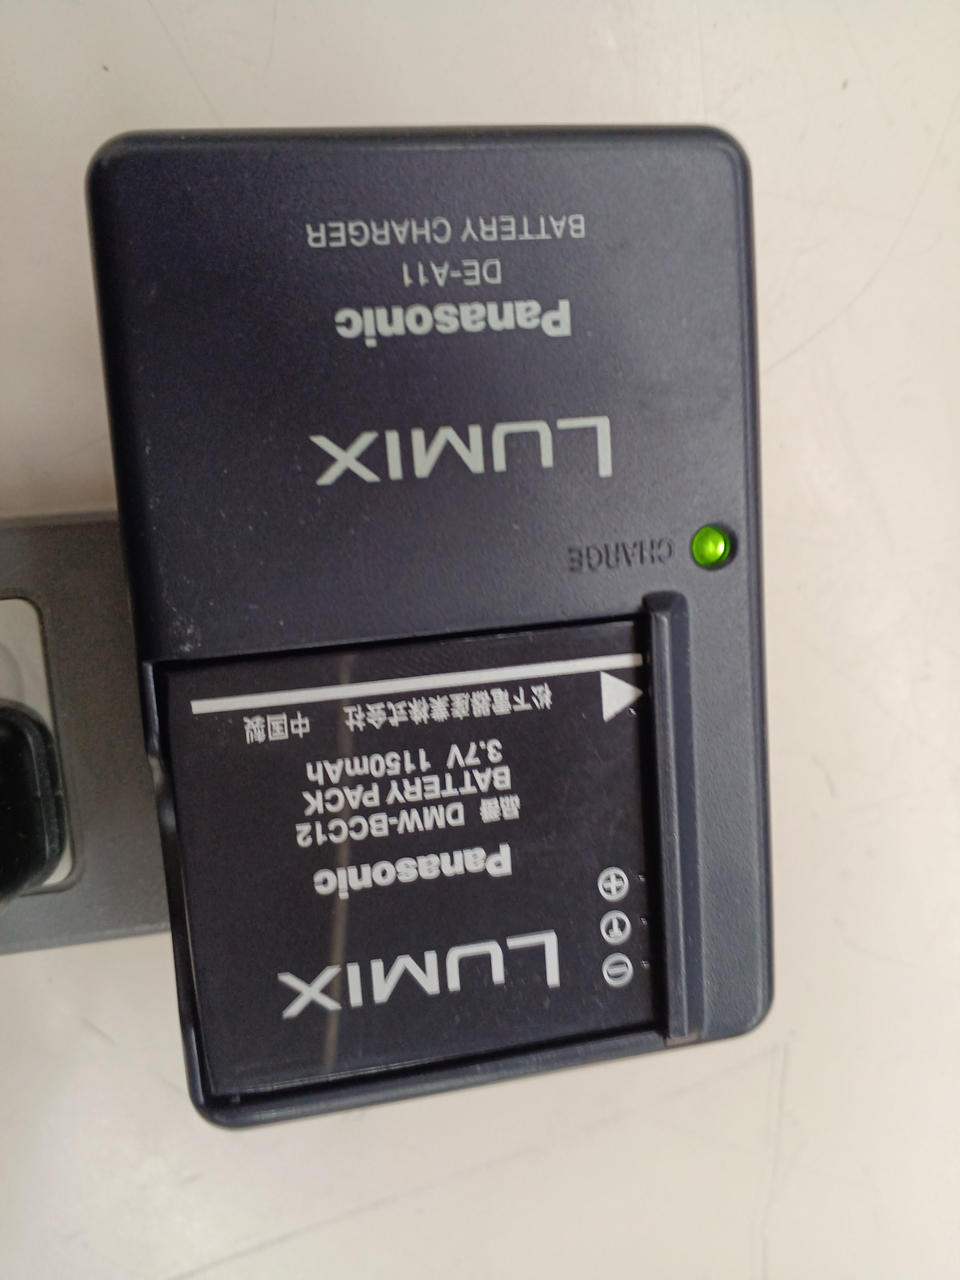 LUMIX
Panasonic
品番 DMW-BCC12
BATTERY PACK
3.7V 1150mAh
松下電器産業株式会社 中国製
CHARGE
LUMIX
Panasonic
DE-A11
BATTERY CHARGER